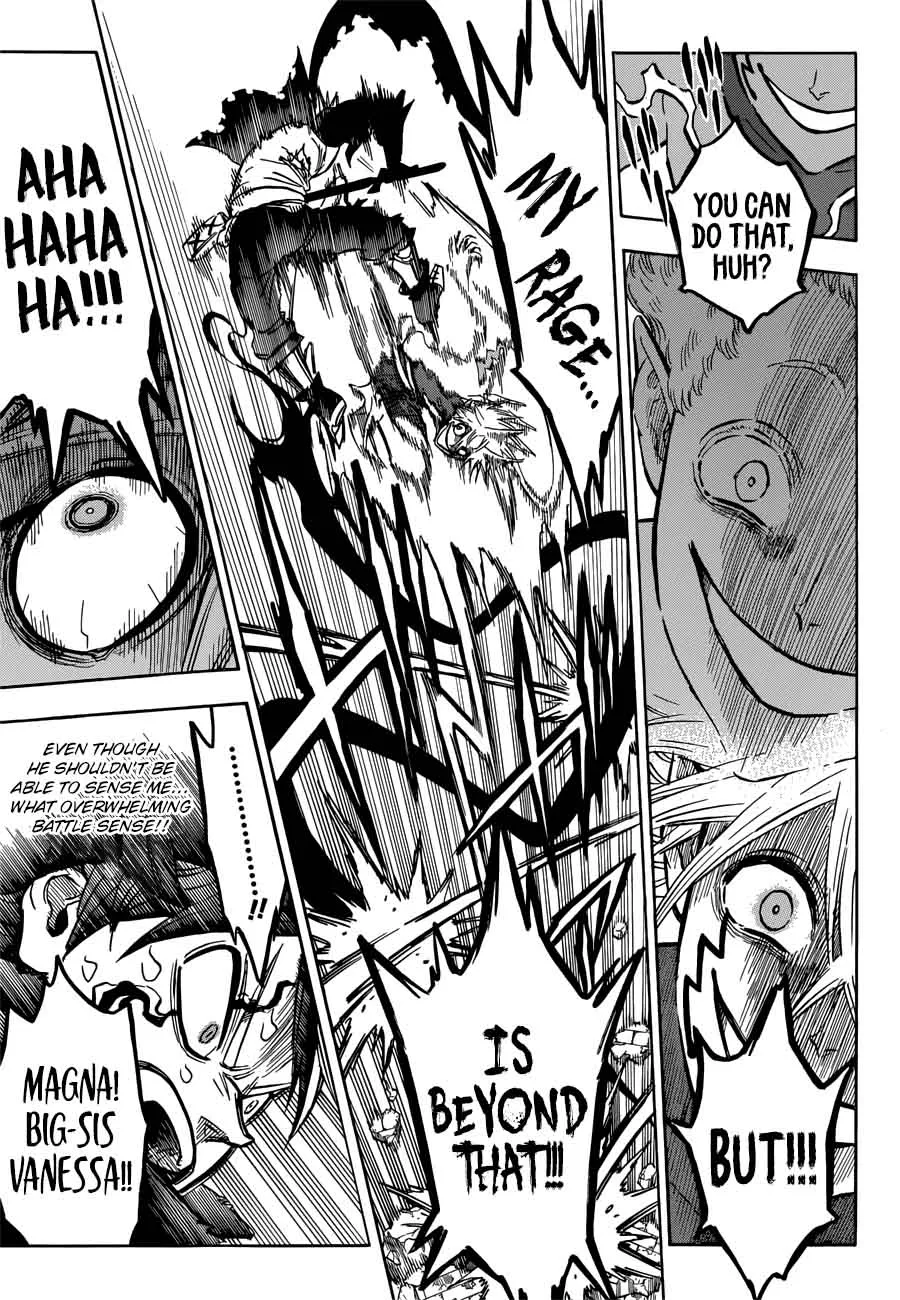 YOU CAN
DO THAT,
HUH?
BUT!!!
MY RAGE...
IS
BEYOND
THAT!!!
AHA
HAHA
HA!!!
EVEN THOUGH
HE SHOULDN'T BE
ABLE TO SENSE ME...
WHAT OVERWHELMING
BATTLE SENSE!!
...........!!
MAGNA!
BIG-SIS
VANESSA!!